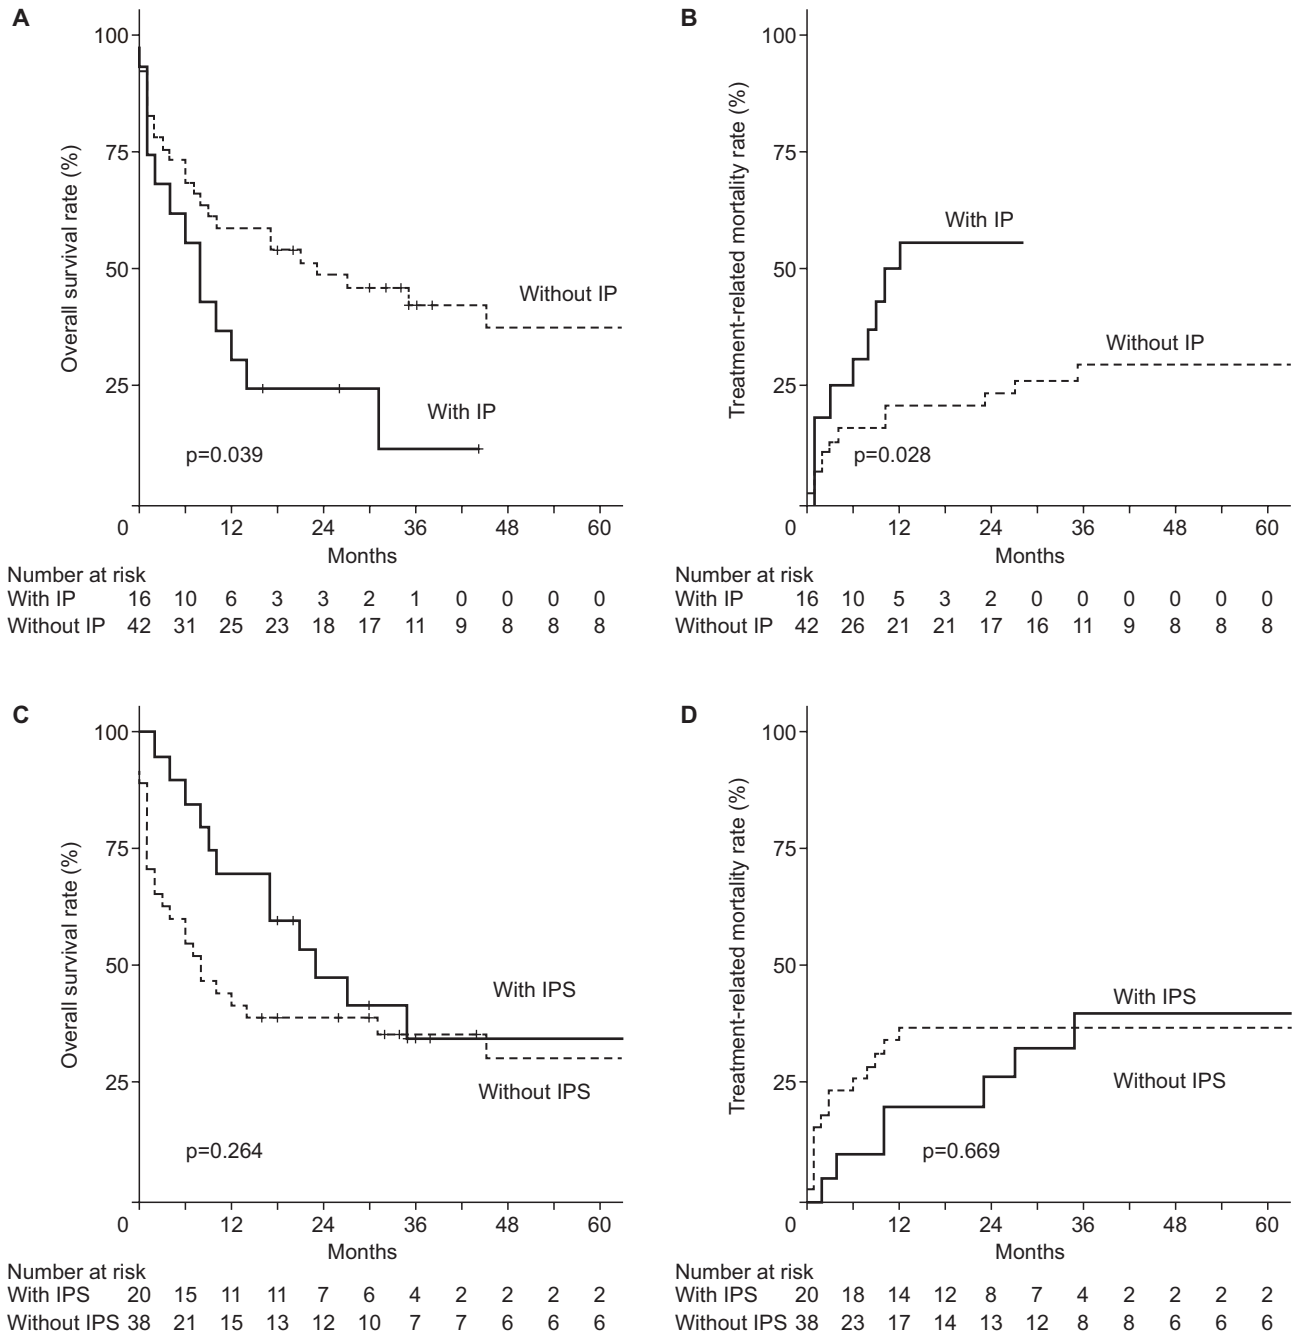 A
Overall survival rate (%)
100
75
50
25
Without IP
With IP
p=0.039
0 12 24 36 48 60
Months
Number at risk
With IP 16 10 6 3 3 2 1 0 0 0 0
Without IP 42 31 25 23 18 17 11 9 8 8 8
B
Treatment-related mortality rate (%)
100
75
50
25
With IP
Without IP
p=0.028
0 12 24 36 48 60
Months
Number at risk
With IP 16 10 5 3 2 0 0 0 0 0 0
Without IP 42 26 21 21 17 16 11 9 8 8 8
C
Overall survival rate (%)
100
75
50
25
With IPS
Without IPS
p=0.264
0 12 24 36 48 60
Months
Number at risk
With IPS 20 15 11 11 7 6 4 2 2 2 2
Without IPS 38 21 15 13 12 10 7 7 6 6 6
D
Treatment-related mortality rate (%)
100
75
50
25
With IPS
Without IPS
p=0.669
0 12 24 36 48 60
Months
Number at risk
With IPS 20 18 14 12 8 7 4 2 2 2 2
Without IPS 38 23 17 14 13 12 8 8 6 6 6